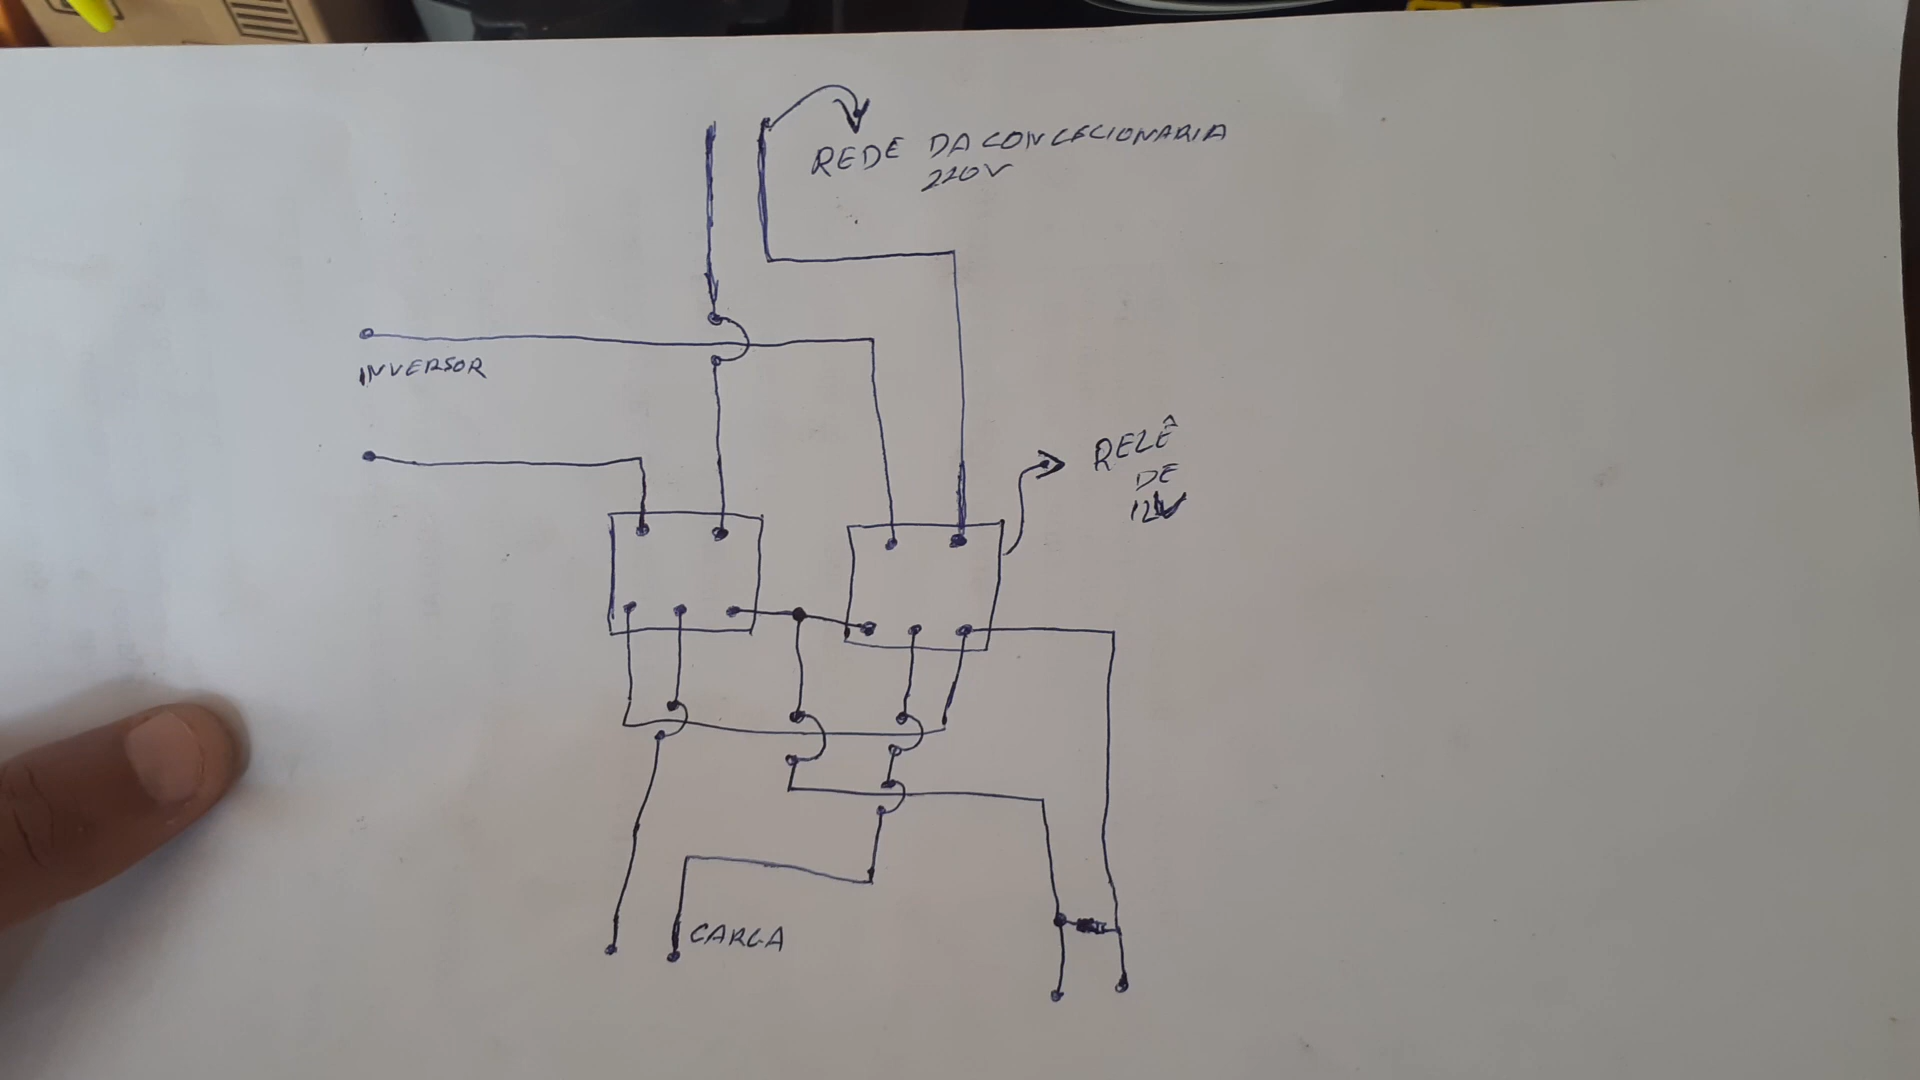 REDE DA CONCECIONARIA
220V
INVERSOR
RELÊ
DE
12V
CARGA